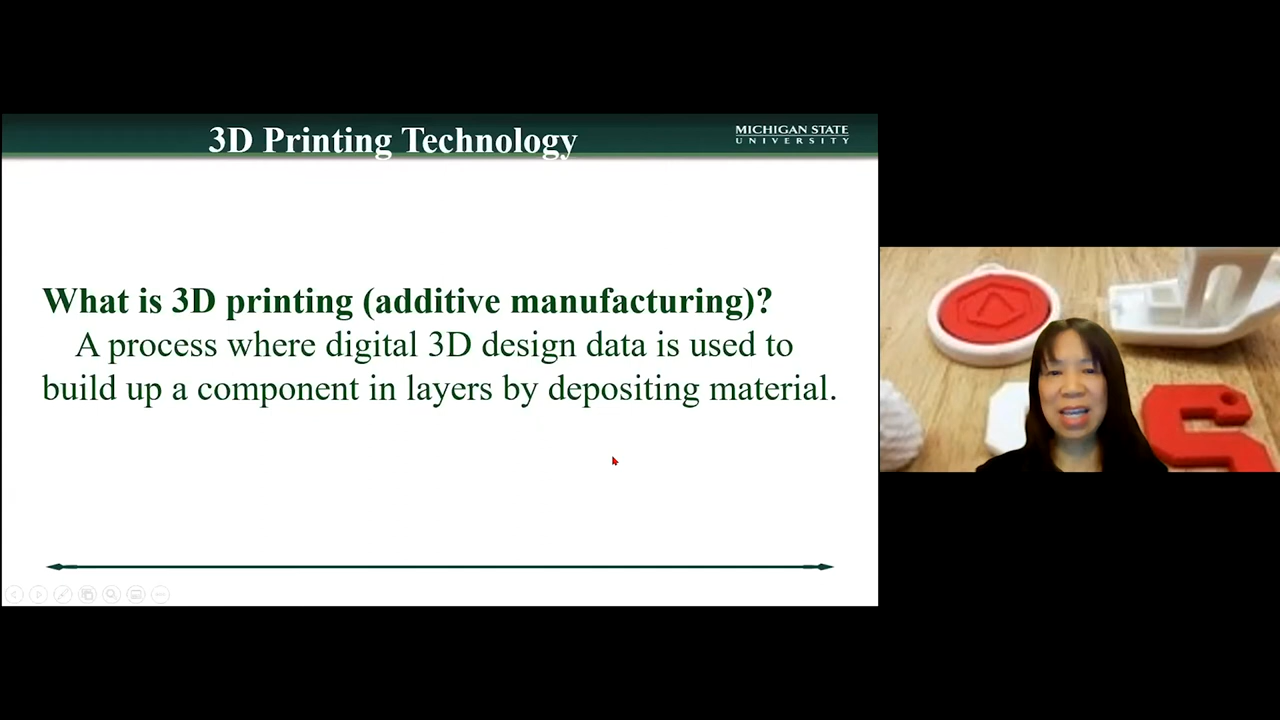 3D Printing Technology
MICHIGAN STATE
UNIVERSITY
What is 3D printing (additive manufacturing)?
A process where digital 3D design data is used to
build up a component in layers by depositing material.